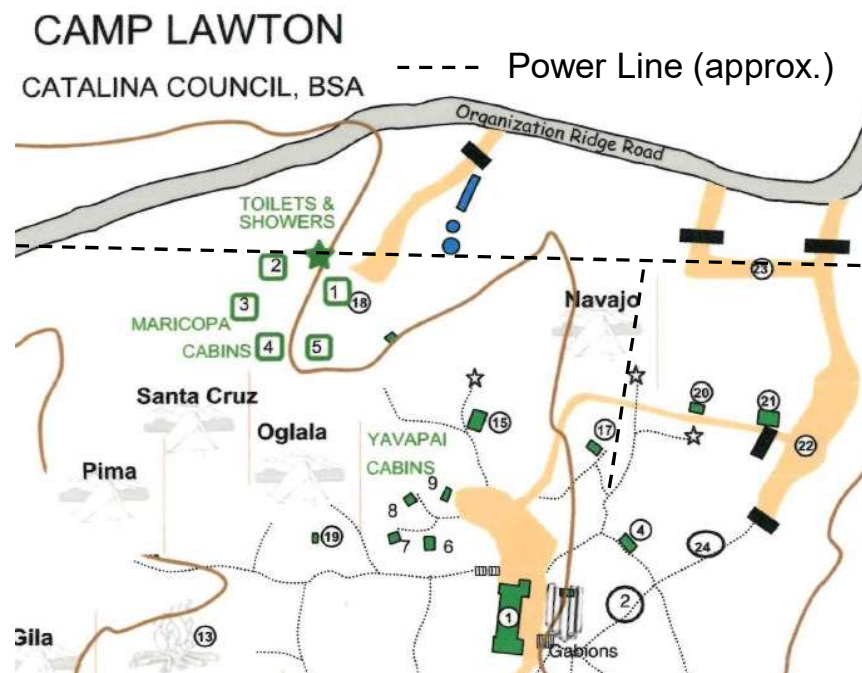 CAMP LAWTON
CATALINA COUNCIL, BSA
Power Line (approx.)
Organization Ridge Road
TOILETS &
SHOWERS
2
1
18
3
MARICOPA
CABINS
4
5
23
Navajo
Santa Cruz
Oglala
YAVAPAI
CABINS
Pima
15
17
20
21
22
9
8
7
6
19
4
24
1
2
Gabions
Gila
13